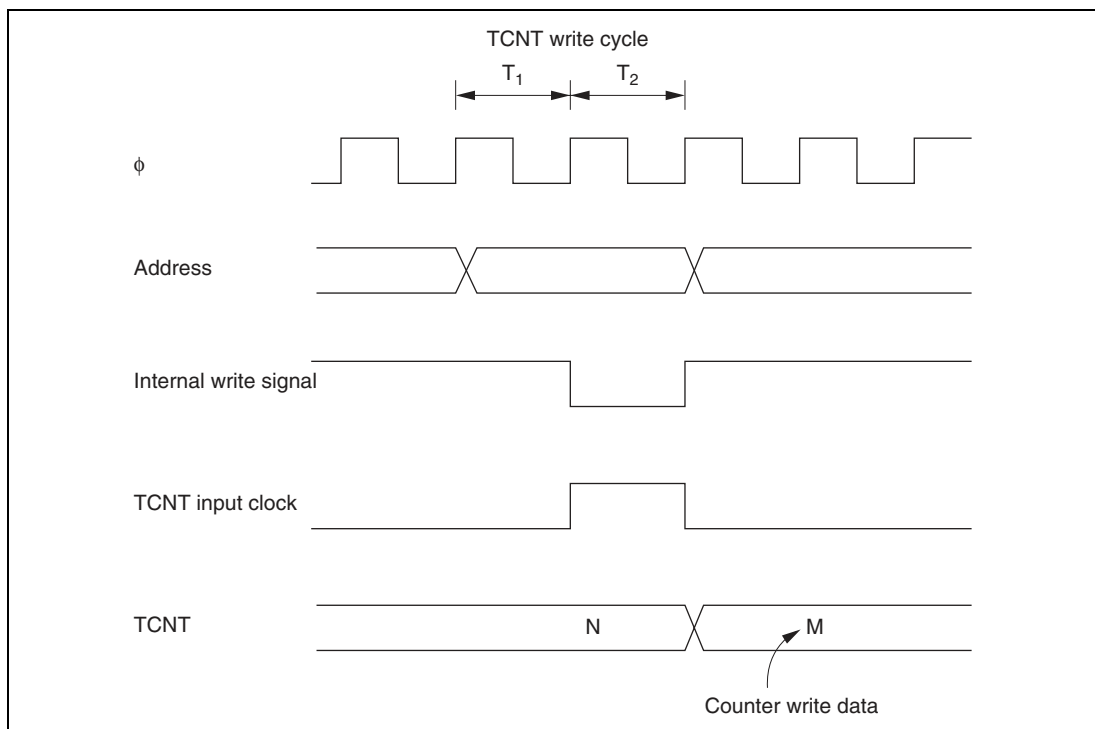 TCNT write cycle
T1 T2
ϕ
Address
Internal write signal
TCNT input clock
TCNT N M
Counter write data